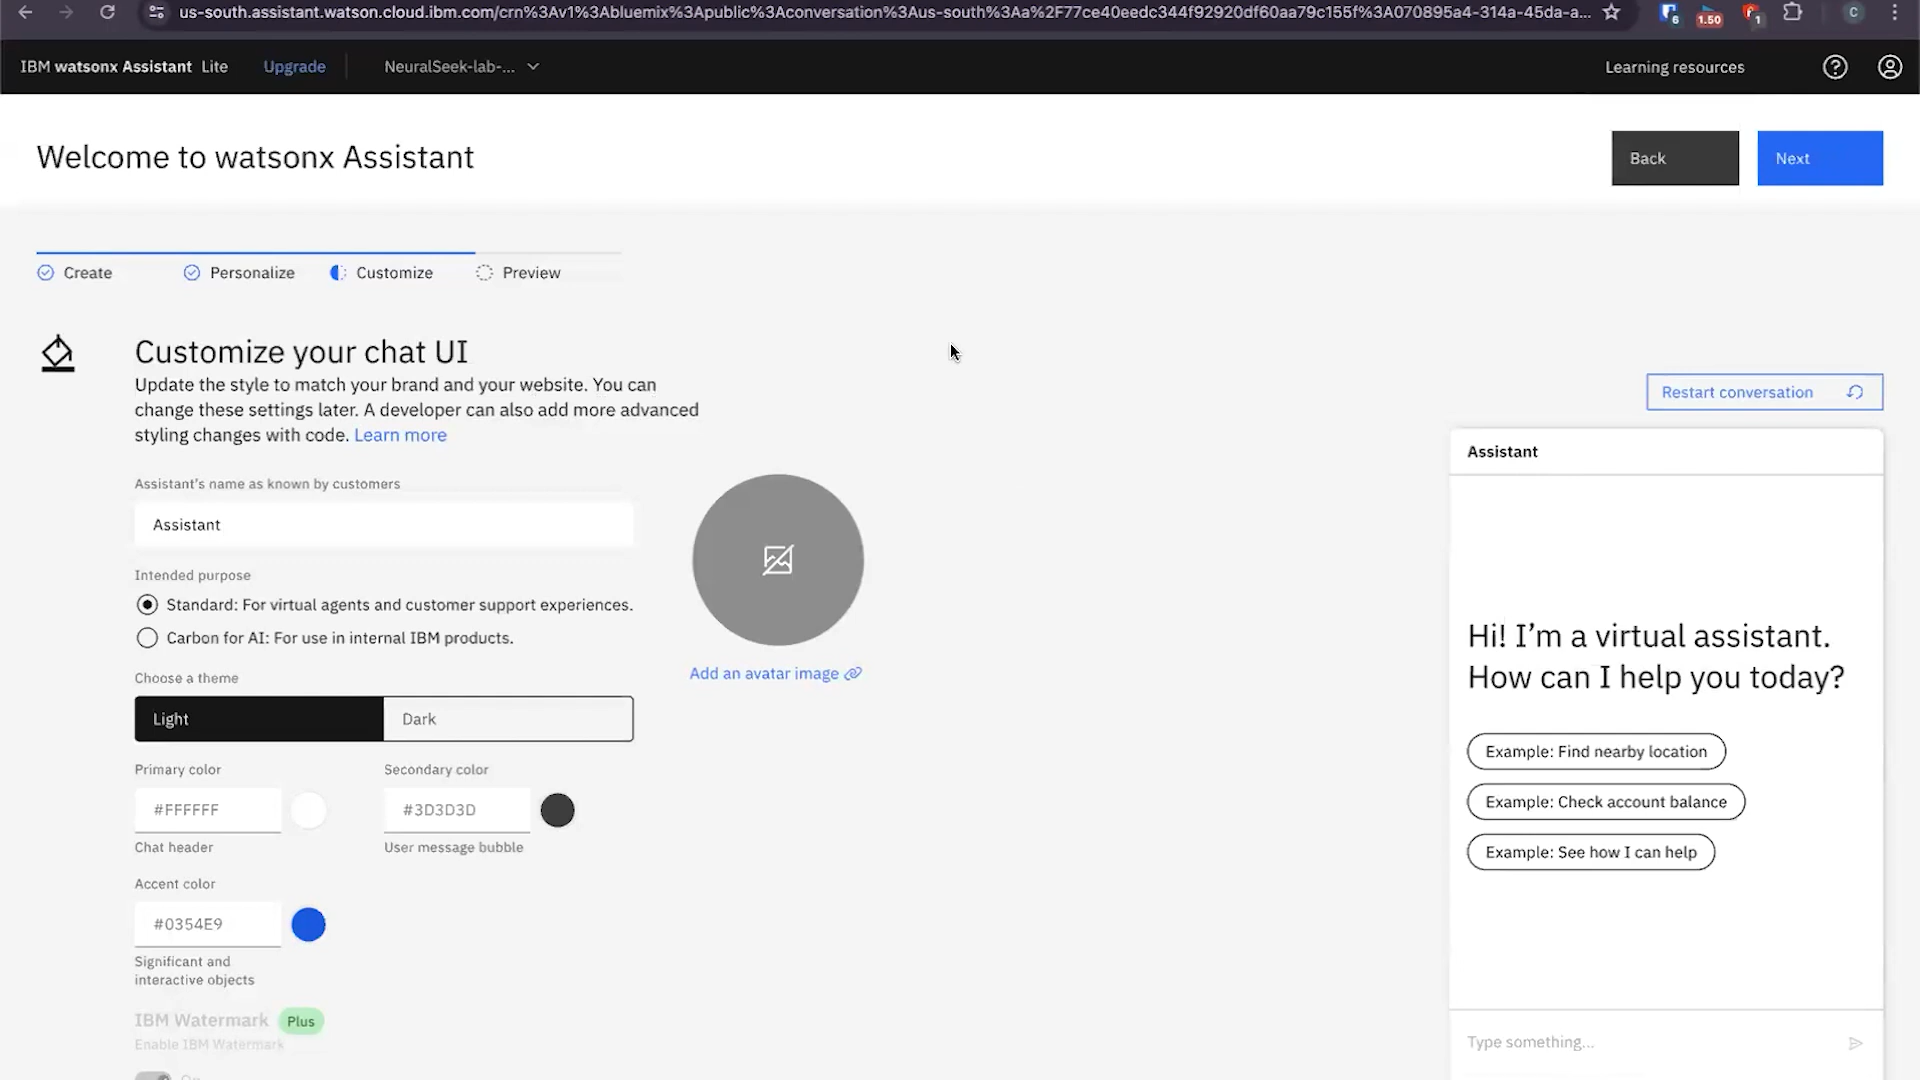 us-south.assistant.watson.cloud.ibm.com/crn%3Av1%3Abluemix%3Apublic%3Aconversation%3Aus-south%3Aa%2F77ce40eedc344f92920df60aa79c155f%3A070895a4-314a-45da-a...
6
1.50
1
C
IBM watsonx Assistant Lite Upgrade NeuralSeek-lab-... Learning resources
Welcome to watsonx Assistant
Back
Next
Create Personalize Customize Preview
Customize your chat UI
Update the style to match your brand and your website. You can
change these settings later. A developer can also add more advanced
styling changes with code. Learn more
Assistant's name as known by customers
Assistant
Intended purpose
Standard: For virtual agents and customer support experiences.
Carbon for AI: For use in internal IBM products.
Choose a theme
Light Dark
Primary color
#FFFFFF
Chat header
Secondary color
#3D3D3D
User message bubble
Accent color
#0354E9
Significant and
interactive objects
IBM Watermark Plus
Enable IBM Watermark
On
Add an avatar image
Restart conversation
Assistant
Hi! I’m a virtual assistant.
How can I help you today?
Example: Find nearby location
Example: Check account balance
Example: See how I can help
Type something...